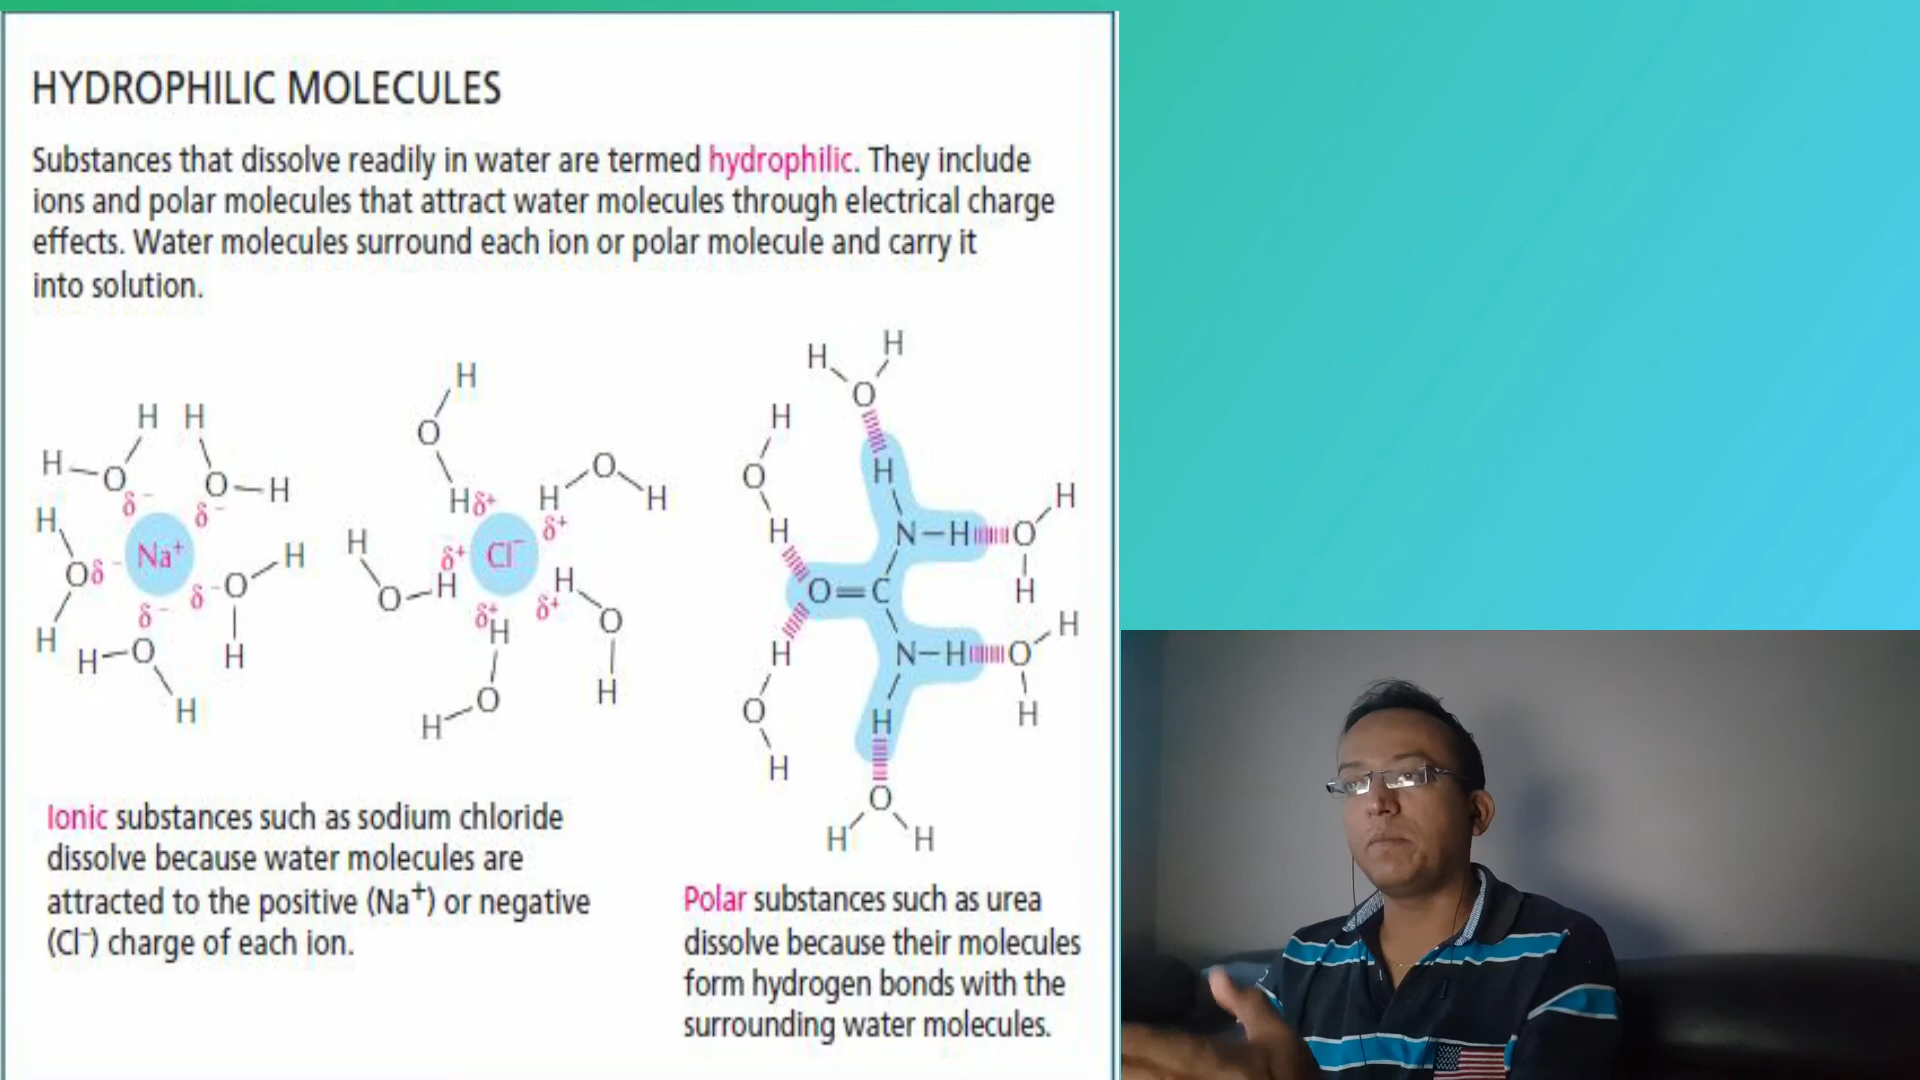 HYDROPHILIC MOLECULES
Substances that dissolve readily in water are termed hydrophilic. They include
ions and polar molecules that attract water molecules through electrical charge
effects. Water molecules surround each ion or polar molecule and carry it
into solution.
H H
H O O H
δ⁻ δ⁻
H Na⁺ H
O δ⁻ δ⁻ O
δ⁻
H H O H
H
H
O O
H δ⁺ H H
δ⁺
H δ⁺ Cl⁻
O H H
δ⁺ δ⁺ O
H
H O H
H H
O
H
O H
H N H O H
H
O C
H
H N H O
O H H
H
O
H H
Ionic substances such as sodium chloride
dissolve because water molecules are
attracted to the positive (Na⁺) or negative
(Cl⁻) charge of each ion.
Polar substances such as urea
dissolve because their molecules
form hydrogen bonds with the
surrounding water molecules.